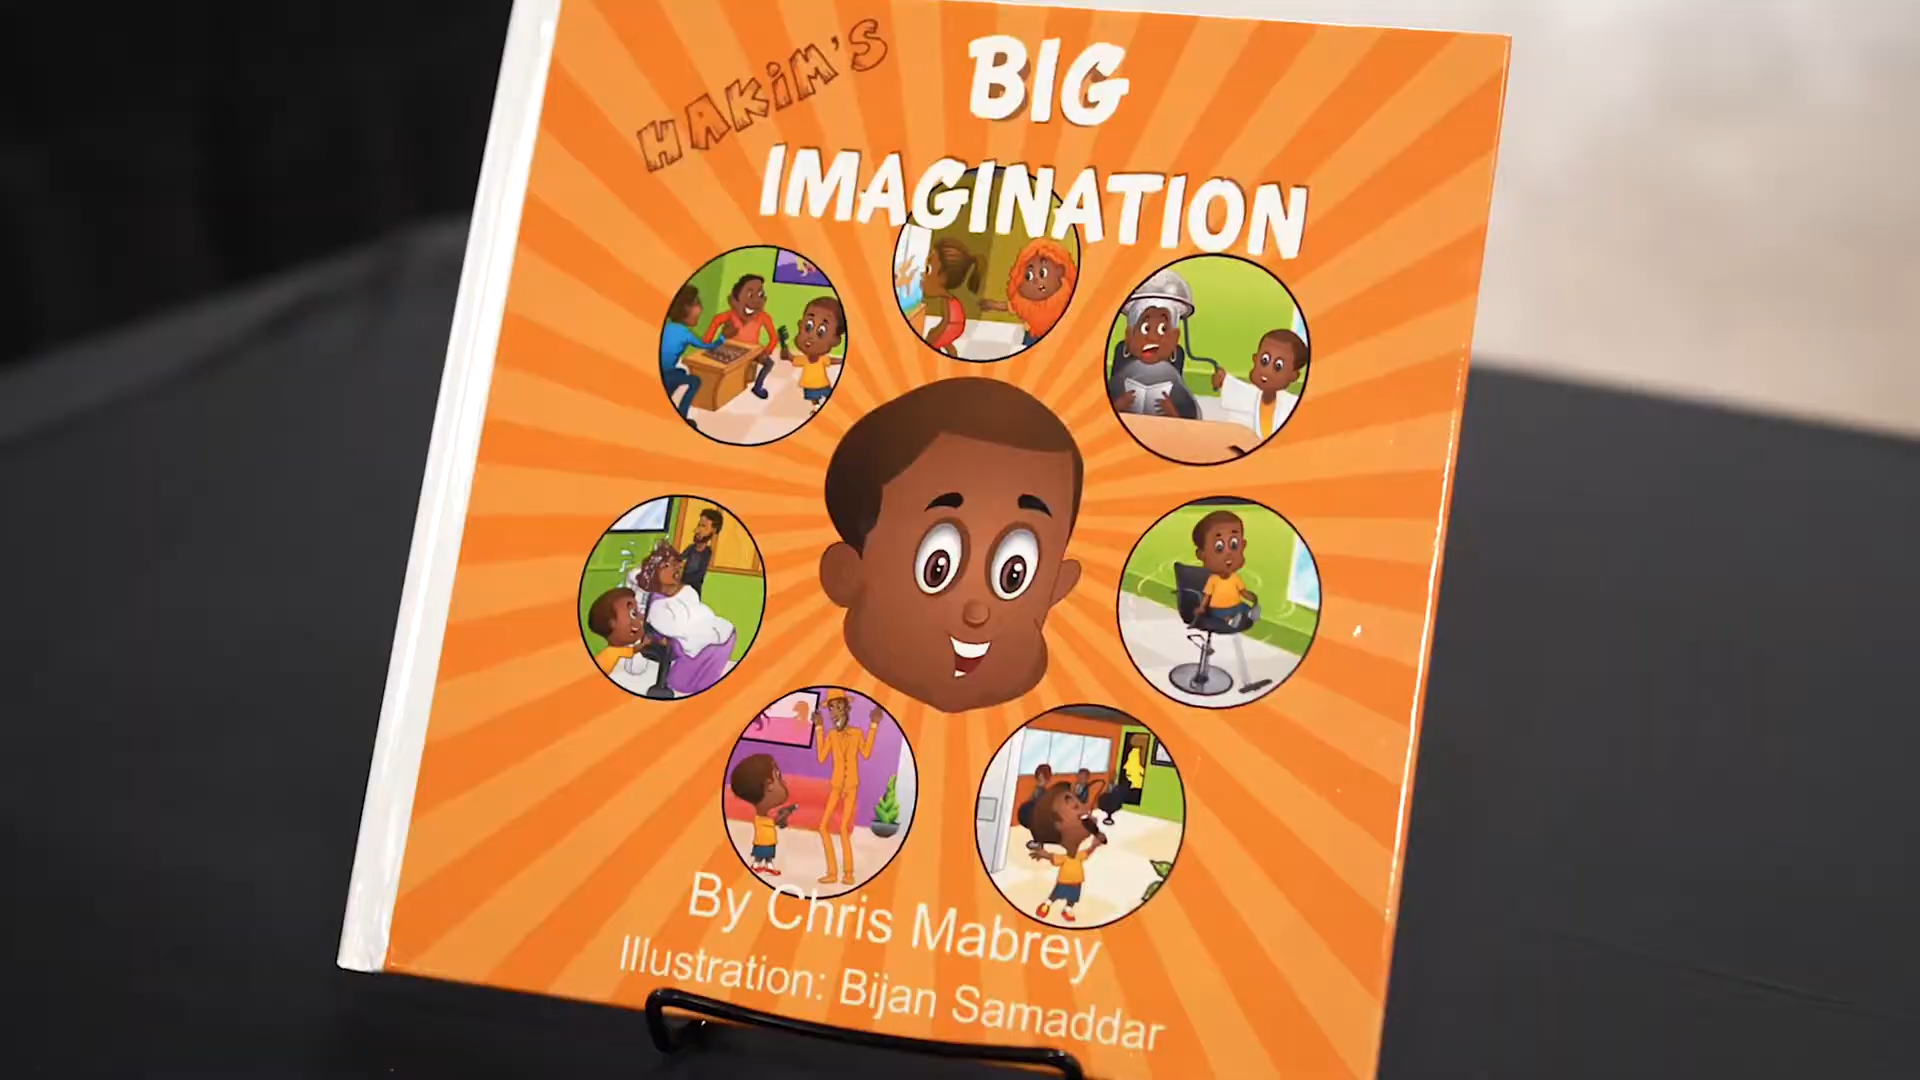 HAKiM'S
BIG
IMAGINATION
By Chris Mabrey
Illustration: Bijan Samaddar